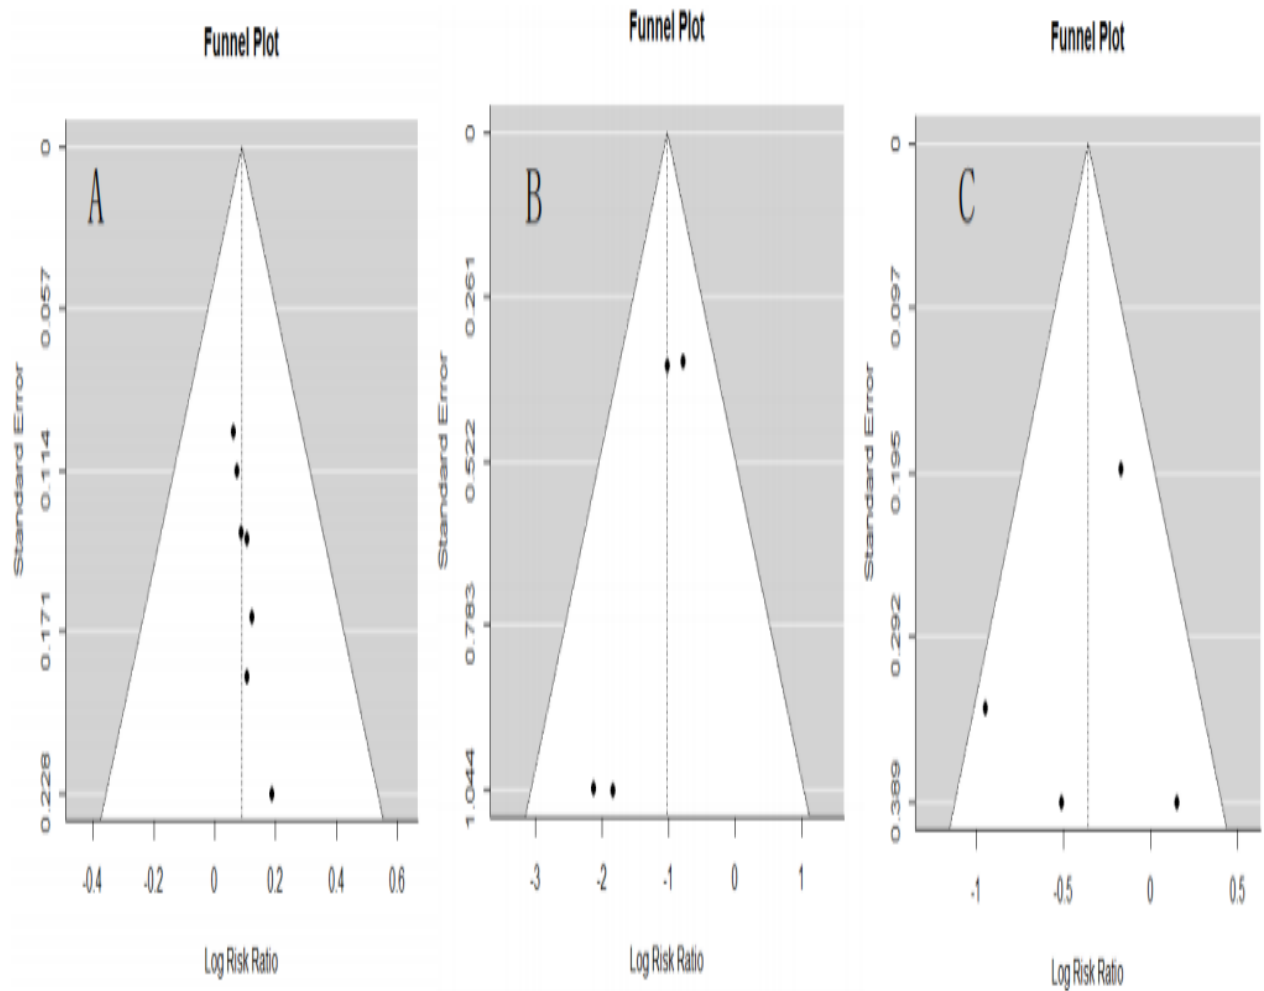 Funnel Plot
A
Standard Error
0
0.057
0.114
0.171
0.228
-0.4 -0.2 0 0.2 0.4 0.6
Log Risk Ratio
Funnel Plot
B
Standard Error
0
0.261
0.522
0.783
1.044
-3 -2 -1 0 1
Log Risk Ratio
Funnel Plot
C
Standard Error
0
0.097
0.195
0.292
0.389
-1 -0.5 0 0.5
Log Risk Ratio